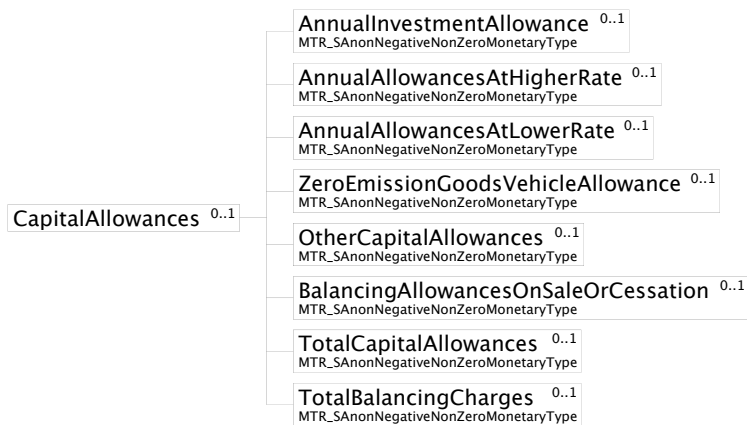 AnnualInvestmentAllowance 0..1
MTR_SAnonNegativeNonZeroMonetaryType
AnnualAllowancesAtHigherRate 0..1
MTR_SAnonNegativeNonZeroMonetaryType
AnnualAllowancesAtLowerRate 0..1
MTR_SAnonNegativeNonZeroMonetaryType
ZeroEmissionGoodsVehicleAllowance 0..1
MTR_SAnonNegativeNonZeroMonetaryType
CapitalAllowances 0..1
OtherCapitalAllowances 0..1
MTR_SAnonNegativeNonZeroMonetaryType
BalancingAllowancesOnSaleOrCessation 0..1
MTR_SAnonNegativeNonZeroMonetaryType
TotalCapitalAllowances 0..1
MTR_SAnonNegativeNonZeroMonetaryType
TotalBalancingCharges 0..1
MTR_SAnonNegativeNonZeroMonetaryType